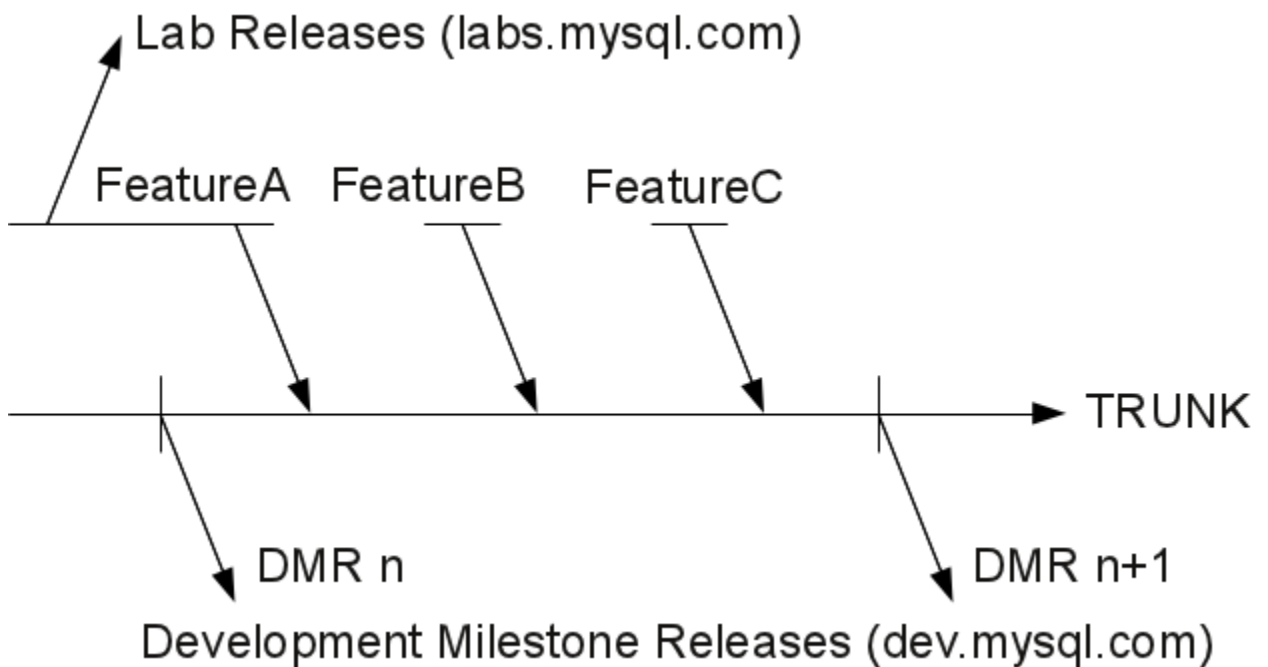 Lab Releases (labs.mysql.com)
FeatureA FeatureB FeatureC
TRUNK
DMR n DMR n+1
Development Milestone Releases (dev.mysql.com)